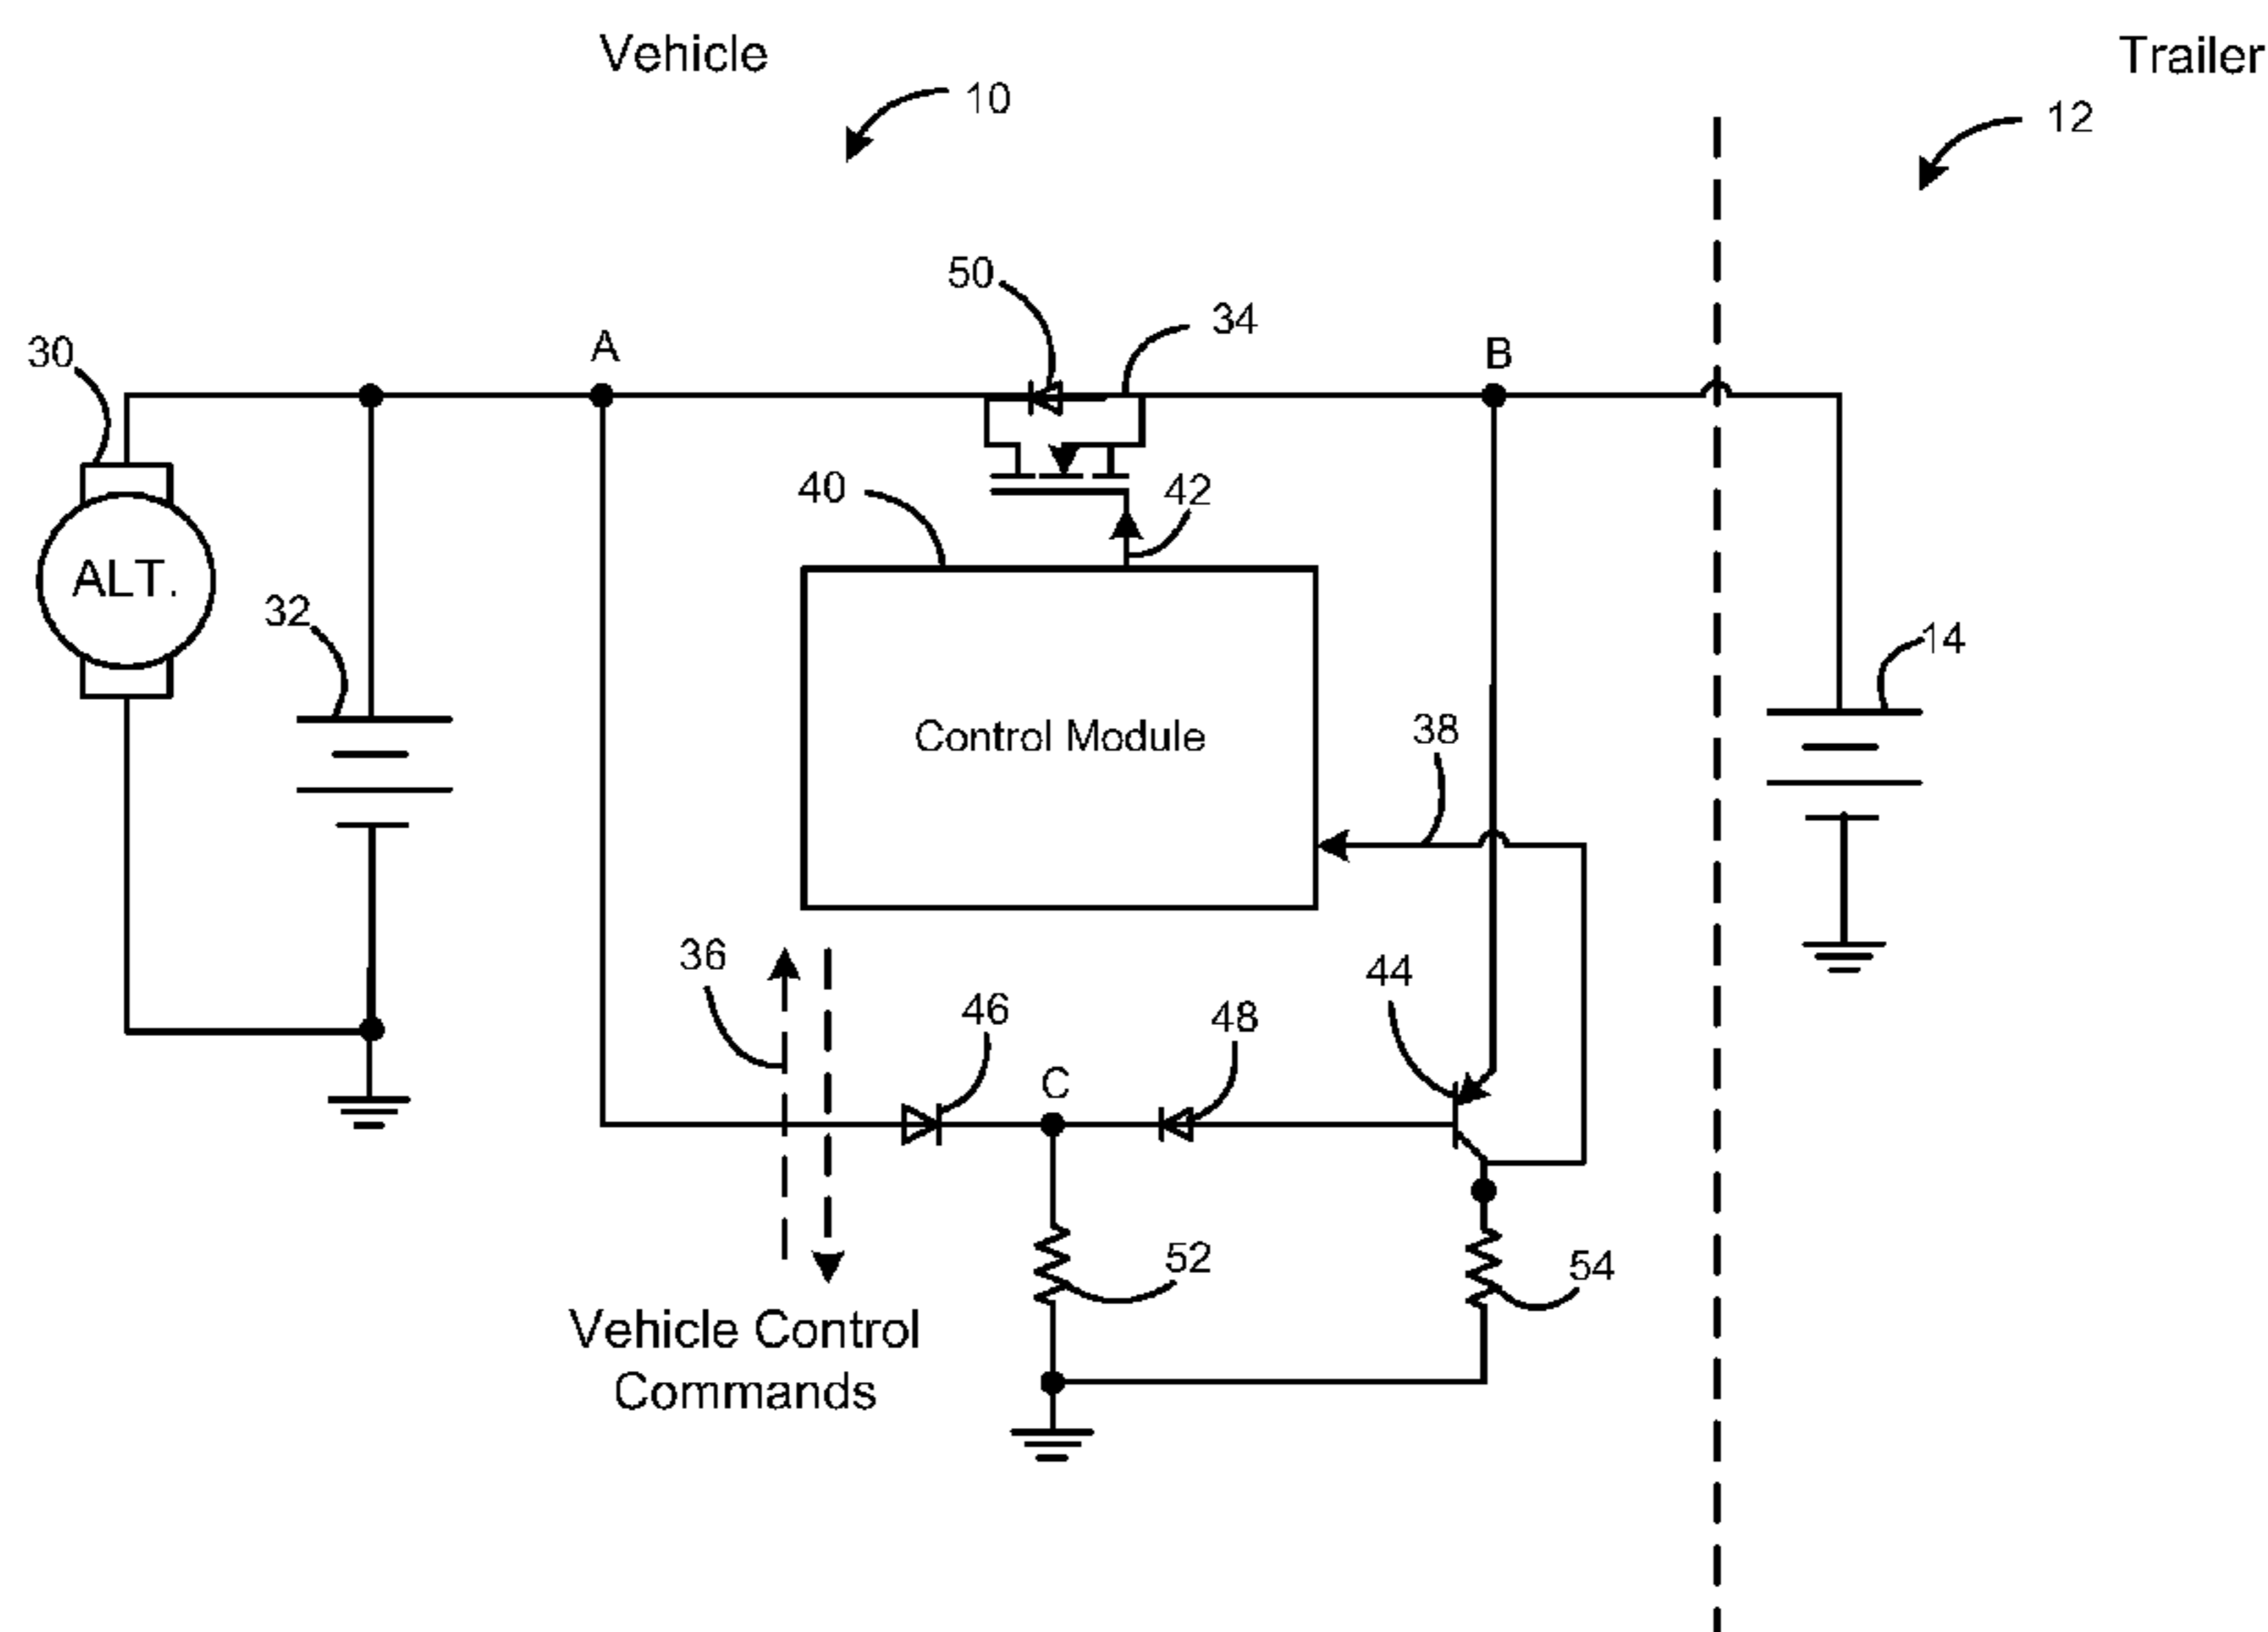 Vehicle
Trailer
10
12
50
34
30
A
B
40
42
ALT.
32
14
Control Module
38
36
46
48
44
C
52
54
Vehicle Control
Commands